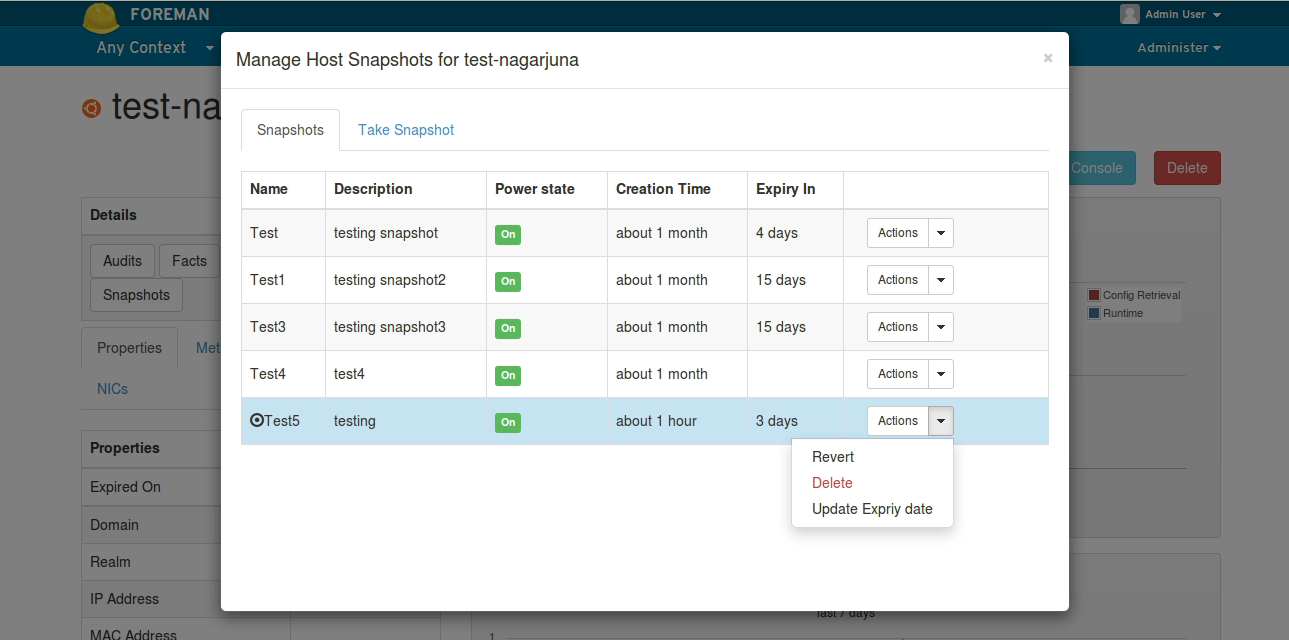 FOREMAN
Admin User
Any Context
Administer
Manage Host Snapshots for test-nagarjuna
×
test-na
Snapshots
Take Snapshot
Console
Delete
Name Description Power state Creation Time Expiry In
Test testing snapshot On about 1 month 4 days Actions
Test1 testing snapshot2 On about 1 month 15 days Actions
Test3 testing snapshot3 On about 1 month 15 days Actions
Test4 test4 On about 1 month Actions
Test5 testing On about 1 hour 3 days Actions
Revert
Delete
Update Expriy date
Details
Audits Facts
Snapshots
Properties Met
NICs
Properties
Expired On
Domain
Realm
IP Address
MAC Address
Config Retrieval
Runtime
last 7 days
1